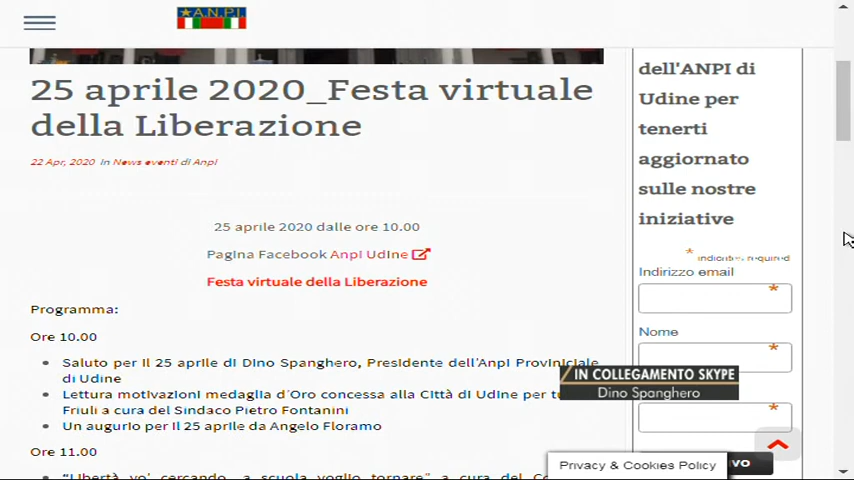 A.N.P.I.
25 aprile 2020_Festa virtuale
della Liberazione
22 Apr, 2020 in News eventi di Anpi
25 aprile 2020 dalle ore 10.00
Pagina Facebook Anpi Udine
Festa virtuale della Liberazione
Programma:
Ore 10.00
Saluto per il 25 aprile di Dino Spanghero, Presidente dell'Anpi Provinciale
di Udine
Lettura motivazioni medaglia d'Oro concessa alla Città di Udine per
Friuli a cura del Sindaco Pietro Fontanini
Un augurio per il 25 aprile da Angelo Floramo
Ore 11.00
"Libertà vo' cercando, a scuola voglio tornare" a cura del
dell'ANPI di
Udine per
tenerti
aggiornato
sulle nostre
iniziative
* indicates required
Indirizzo email
*
Nome
*
IN COLLEGAMENTO SKYPE
Dino Spanghero
*
Privacy & Cookies Policy